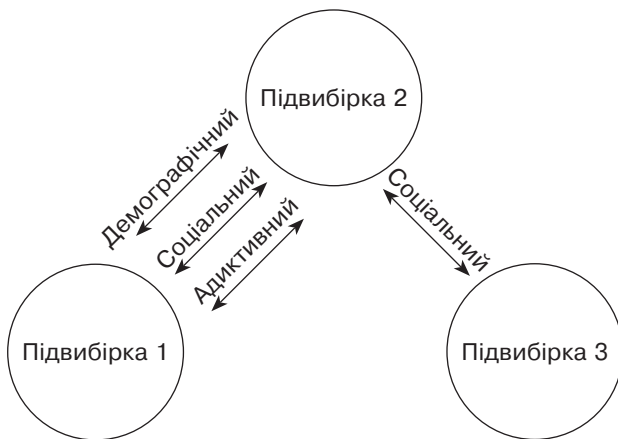 Підвибірка 2
Демографічний
Соціальний
Адиктивний
Соціальний
Підвибірка 1
Підвибірка 3